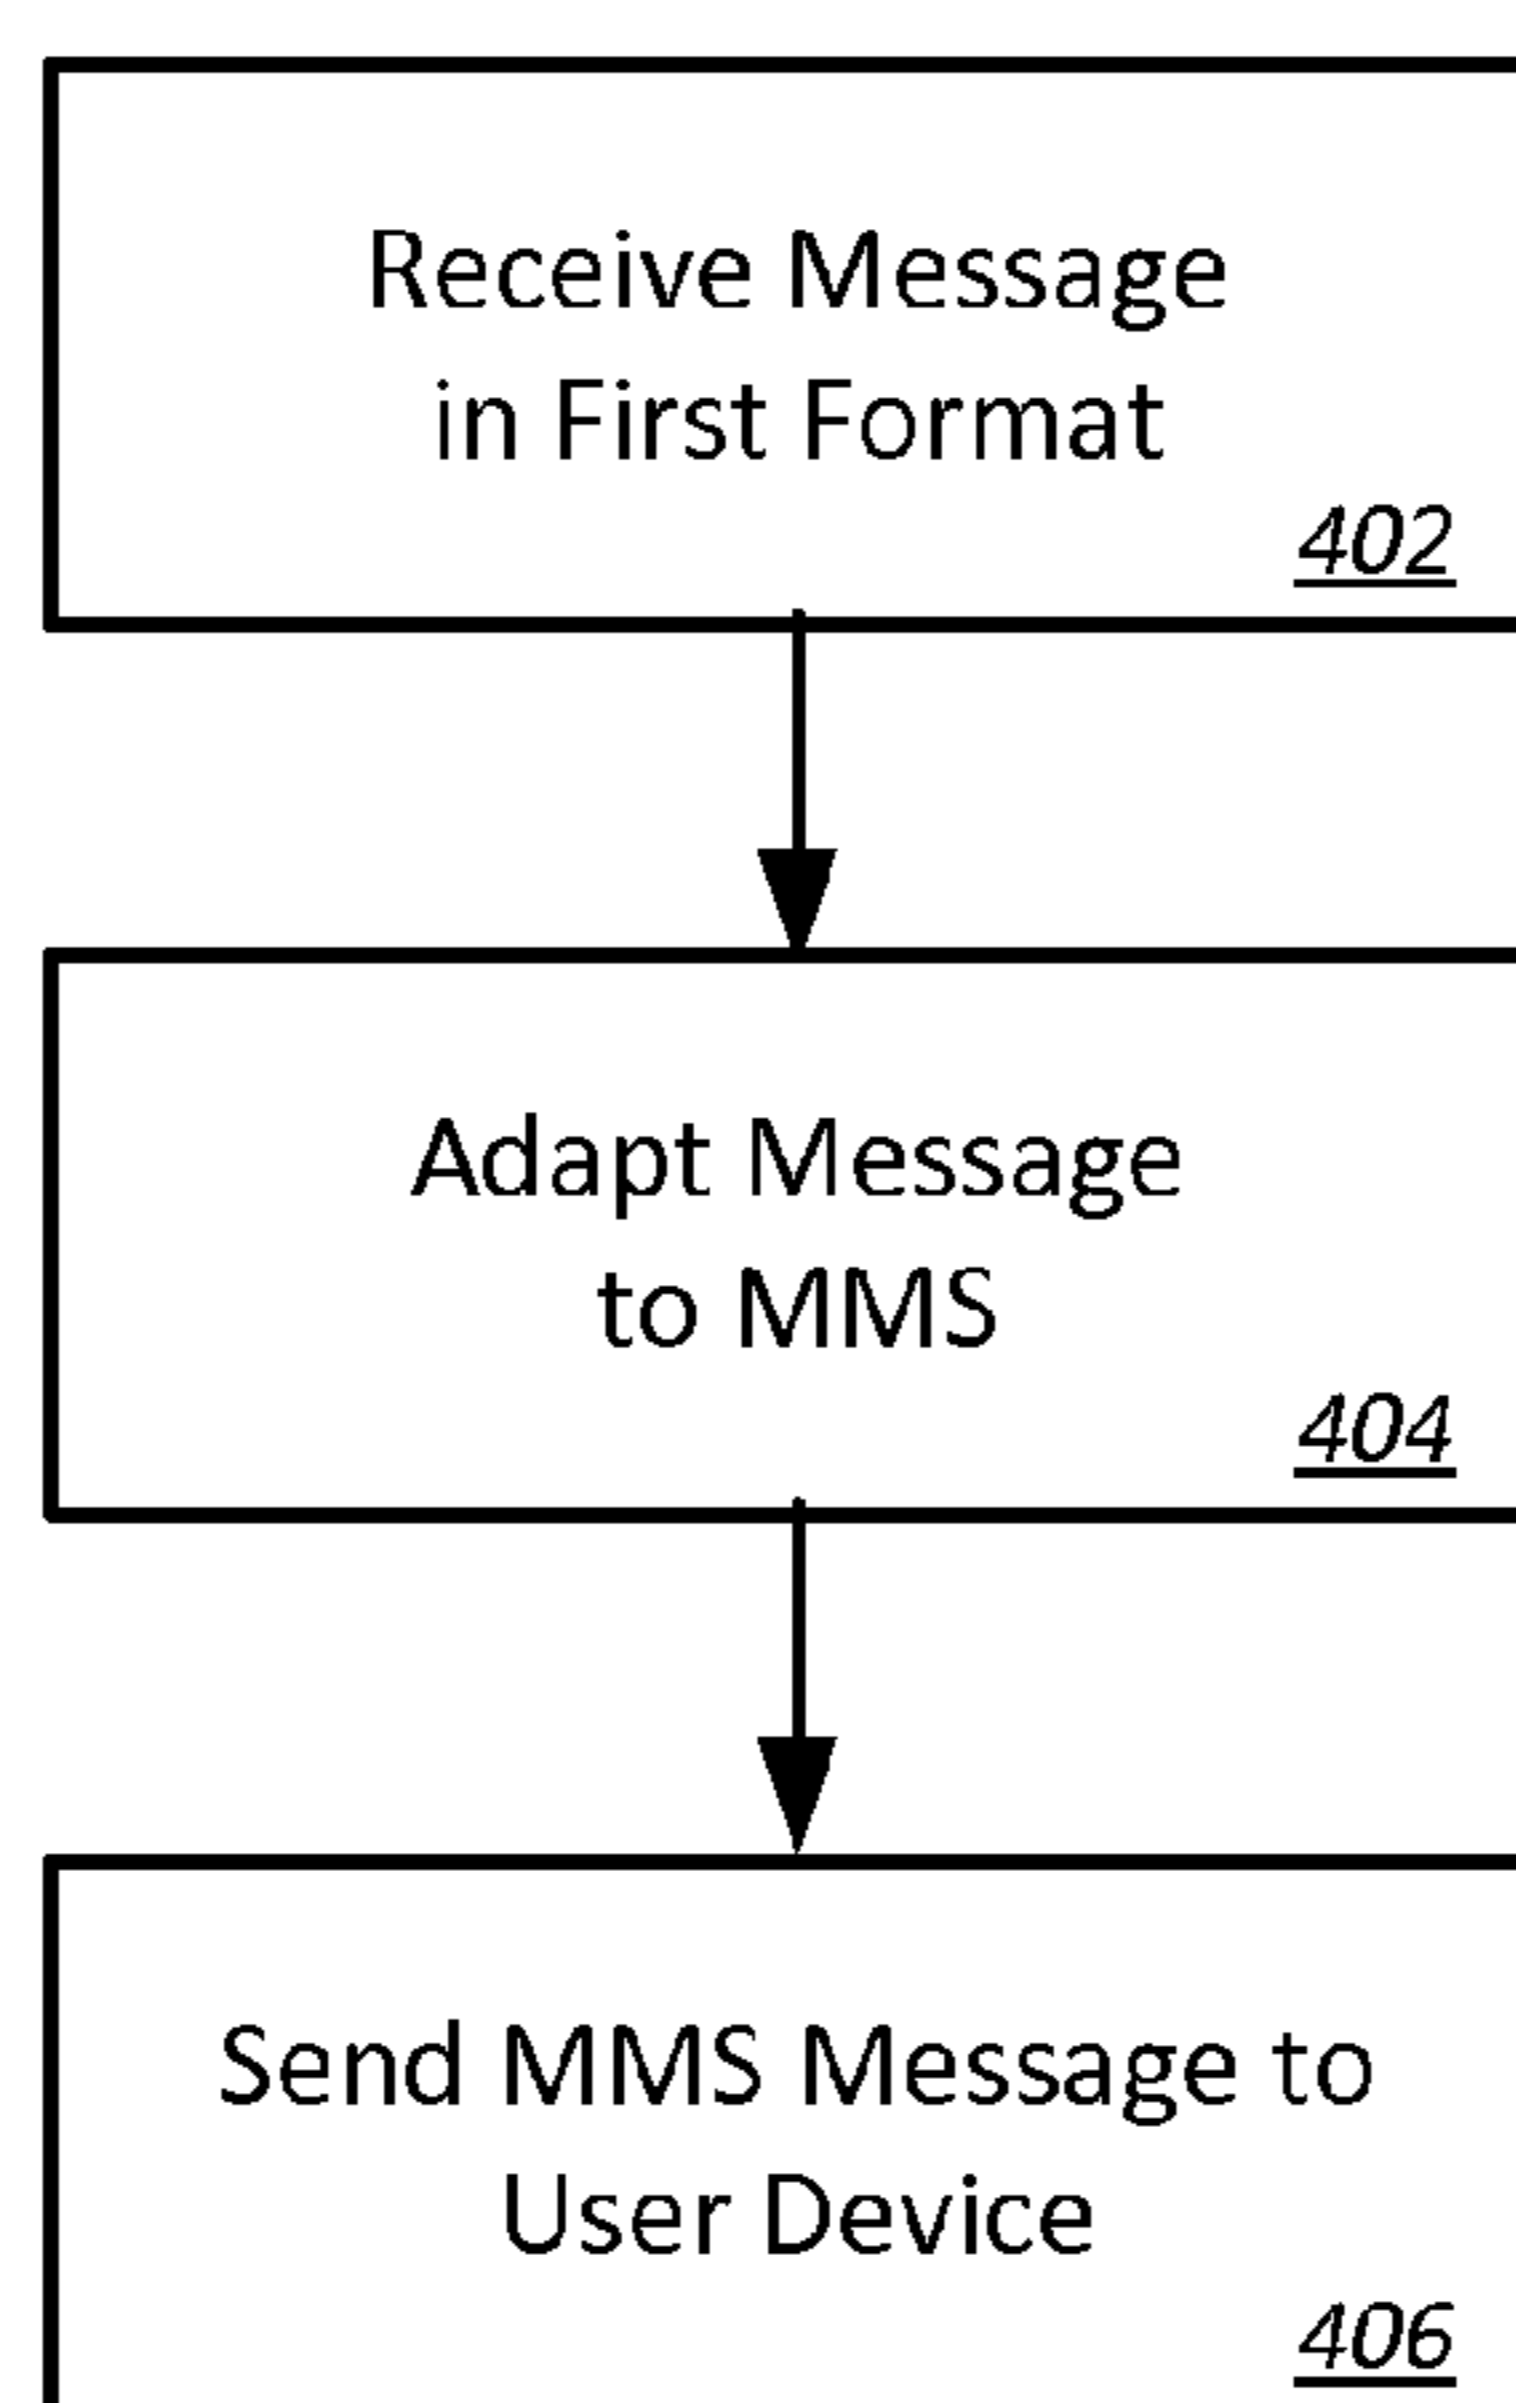 Receive Message
in First Format
402
Adapt Message
to MMS
404
Send MMS Message to
User Device
406